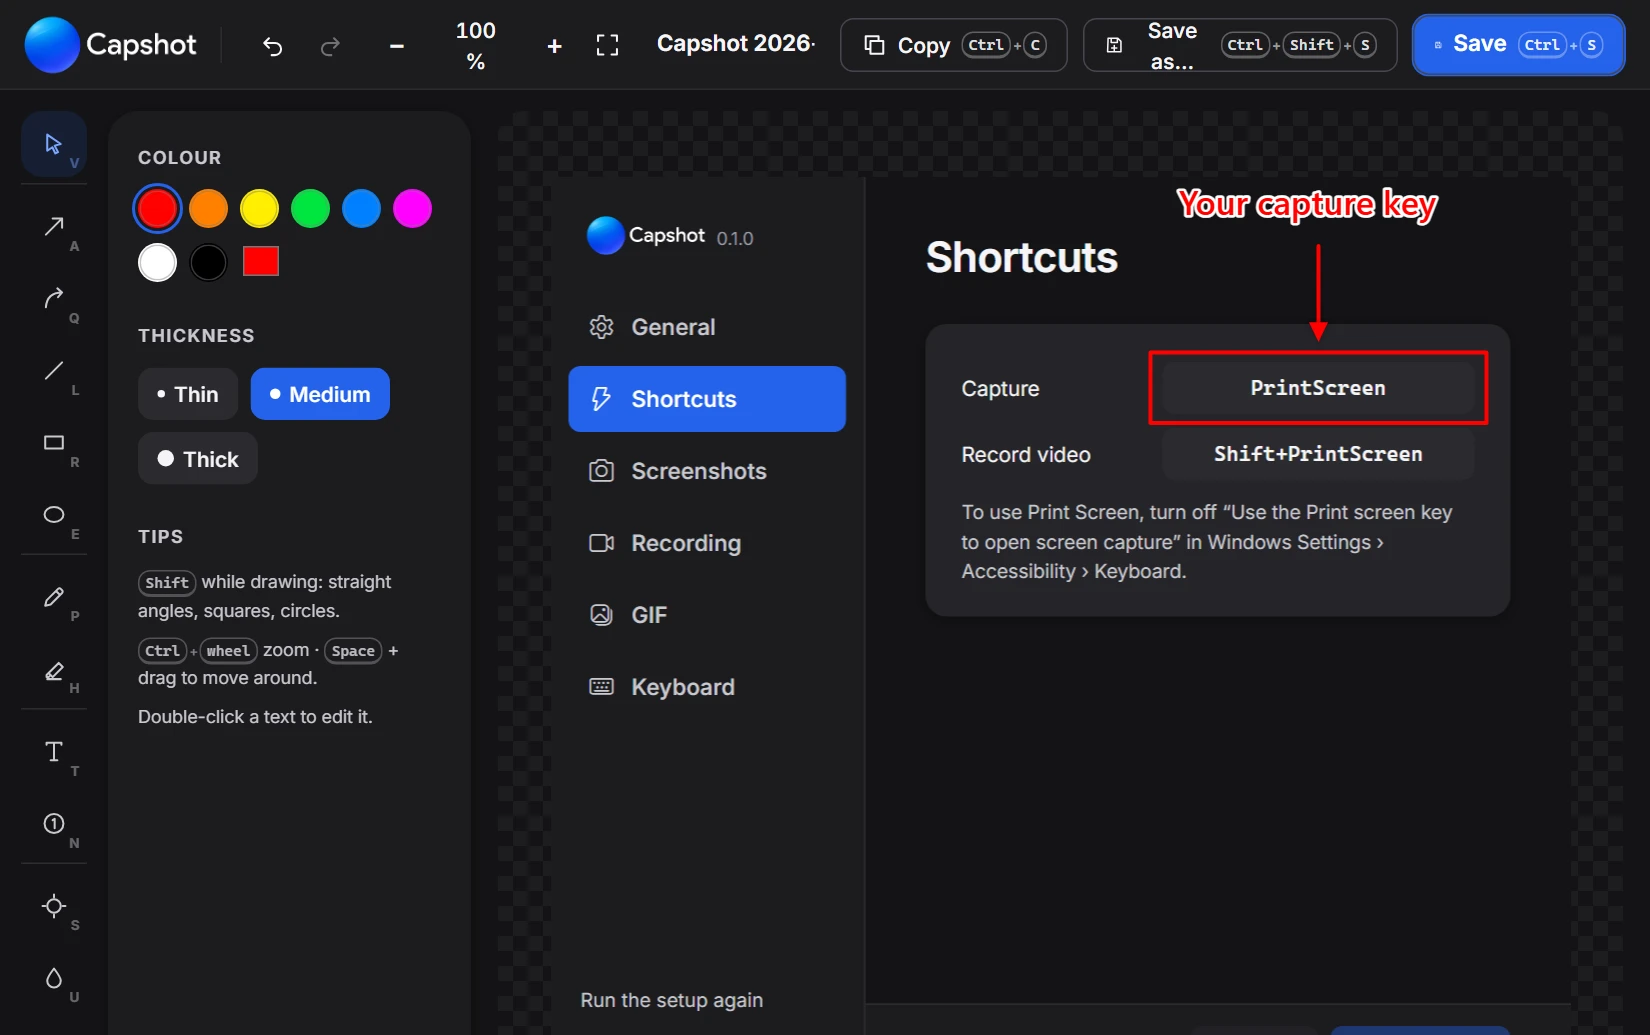 Capshot
100
%
Capshot 2026-
Copy Ctrl + C
Save
as... Ctrl + Shift + S
Save Ctrl + S
V
A
Q
L
R
E
P
H
T
N
S
U
COLOUR
THICKNESS
Thin
Medium
Thick
TIPS
Shift while drawing: straight
angles, squares, circles.
Ctrl + wheel zoom · Space +
drag to move around.
Double-click a text to edit it.
Capshot 0.1.0
General
Shortcuts
Screenshots
Recording
GIF
Keyboard
Run the setup again
Your capture key
Shortcuts
Capture PrintScreen
Record video Shift+PrintScreen
To use Print Screen, turn off “Use the Print screen key
to open screen capture” in Windows Settings ›
Accessibility › Keyboard.